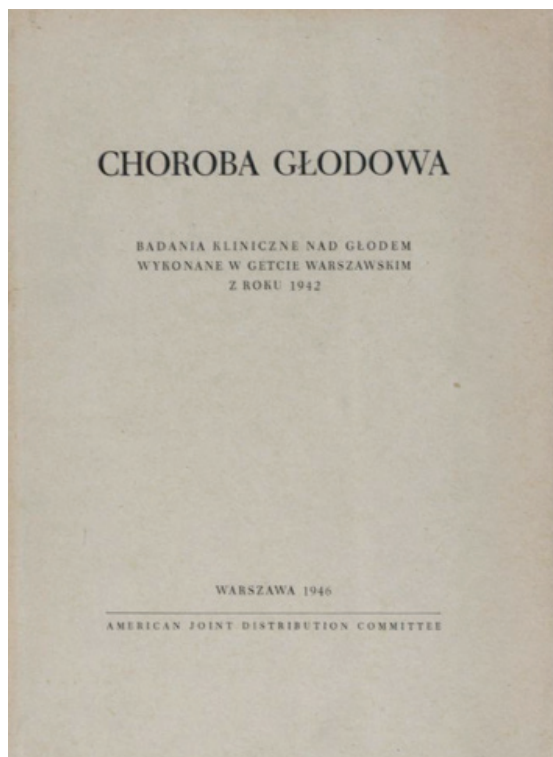 CHOROBA GŁODOWA
BADANIA KLINICZNE NAD GŁODEM
WYKONANE W GETCIE WARSZAWSKIM
Z ROKU 1942
WARSZAWA 1946
AMERICAN JOINT DISTRIBUTION COMMITTEE